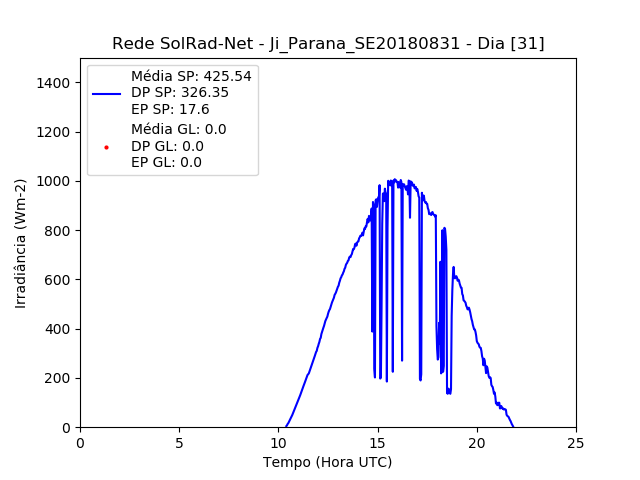 Rede SolRad-Net - Ji_Parana_SE20180831 - Dia [31]
Média SP: 425.54
DP SP: 326.35
EP SP: 17.6
Média GL: 0.0
DP GL: 0.0
EP GL: 0.0
1400
1200
1000
800
600
400
200
0
Irradiância (Wm-2)
0 5 10 15 20 25
Tempo (Hora UTC)